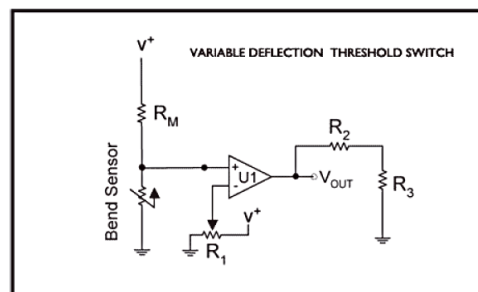 V+
VARIABLE DEFLECTION THRESHOLD SWITCH
RM
Bend Sensor
+
U1
-
R2
VOUT
R3
V+
R1